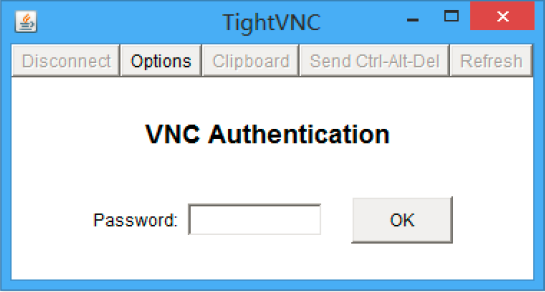 TightVNC
Disconnect Options Clipboard Send Ctrl-Alt-Del Refresh
VNC Authentication
Password: OK